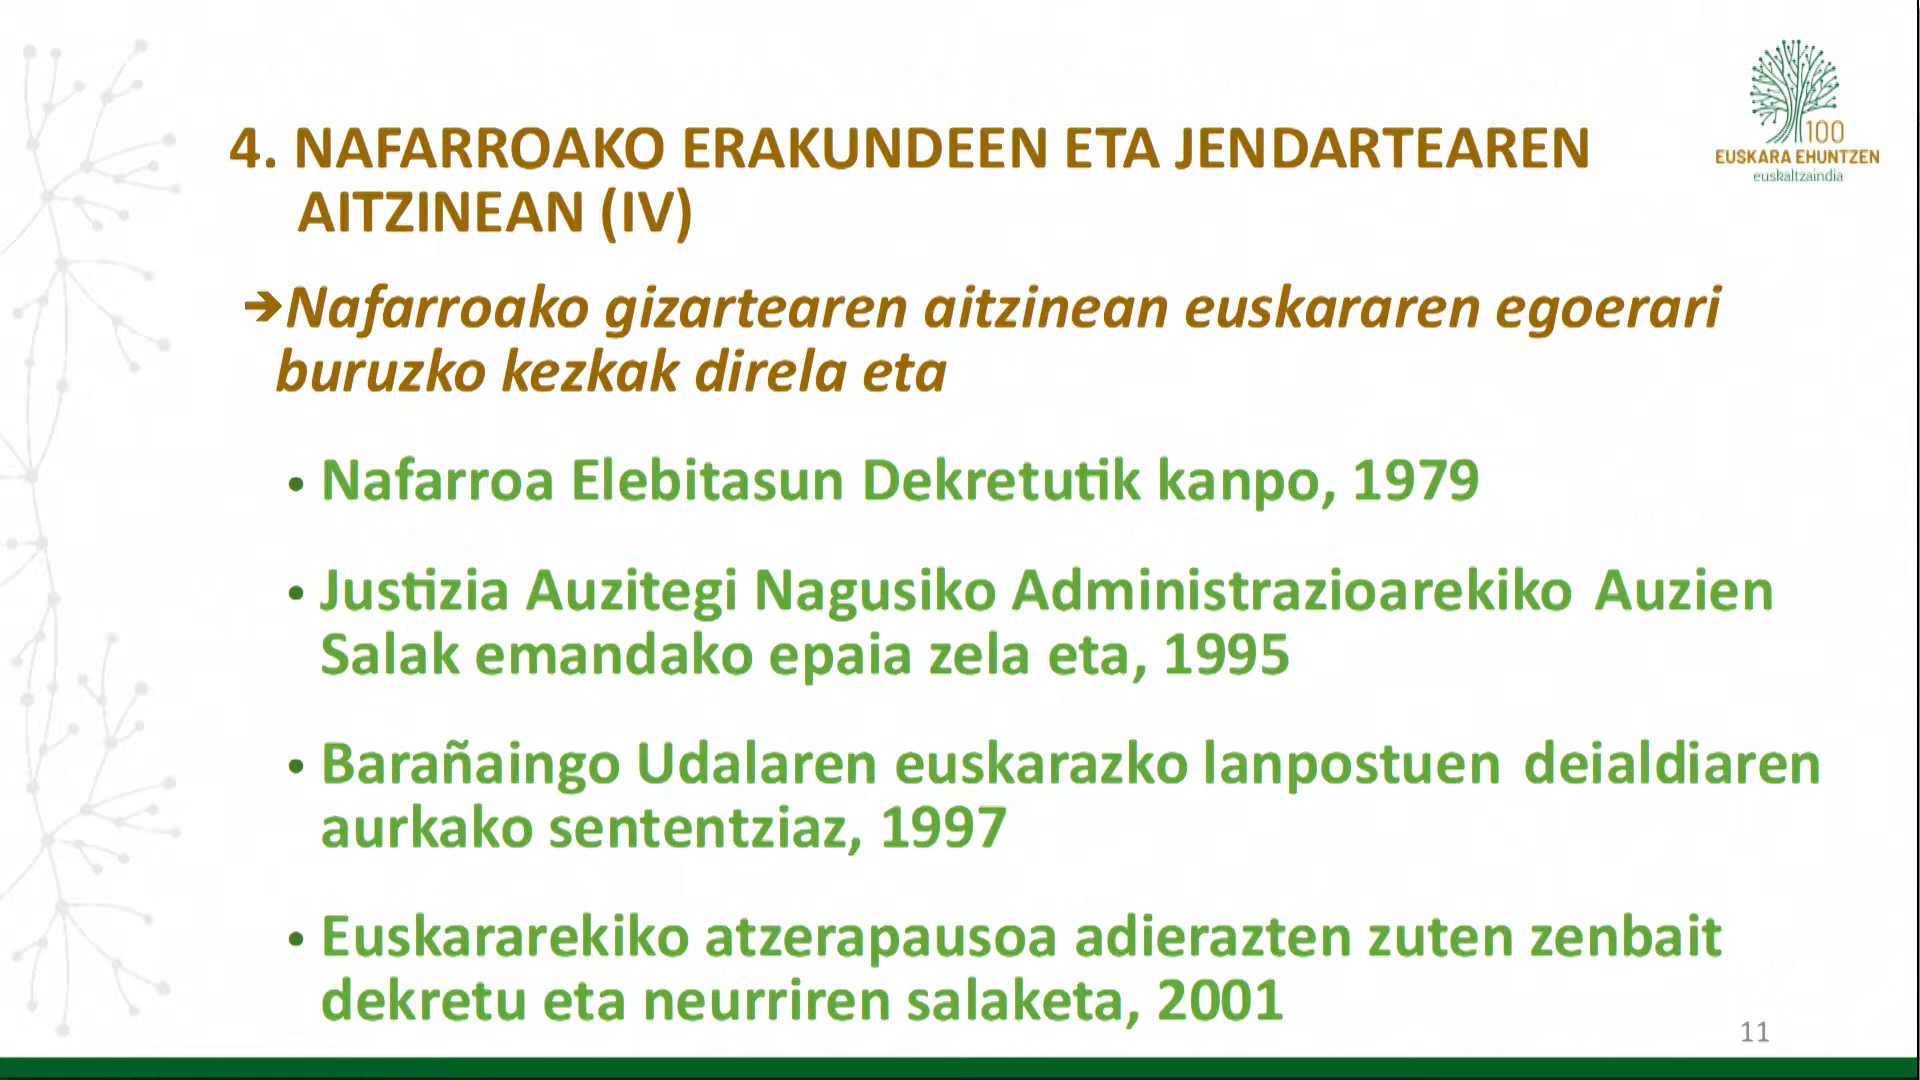 100
EUSKARA EHUNTZEN
euskaltzaindia
4. NAFARROAKO ERAKUNDEEN ETA JENDARTEAREN
AITZINEAN (IV)
➔Nafarroako gizartearen aitzinean euskararen egoerari
buruzko kezkak direla eta
• Nafarroa Elebitasun Dekretutik kanpo, 1979
• Justizia Auzitegi Nagusiko Administrazioarekiko Auzien
Salak emandako epaia zela eta, 1995
• Barañaingo Udalaren euskarazko lanpostuen deialdiaren
aurkako sententziaz, 1997
• Euskararekiko atzerapausoa adierazten zuten zenbait
dekretu eta neurriren salaketa, 2001
11